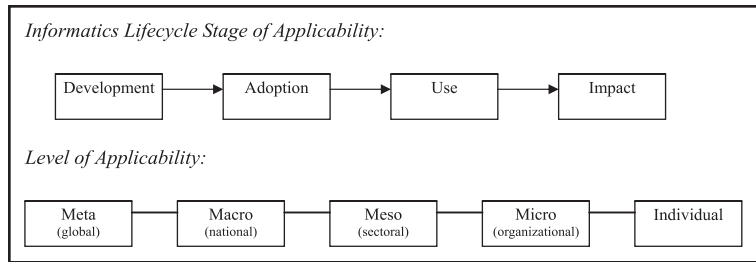 Informatics Lifecycle Stage of Applicability:
Development Adoption Use Impact
Level of Applicability:
Meta Macro Meso Micro Individual
(global) (national) (sectoral) (organizational)